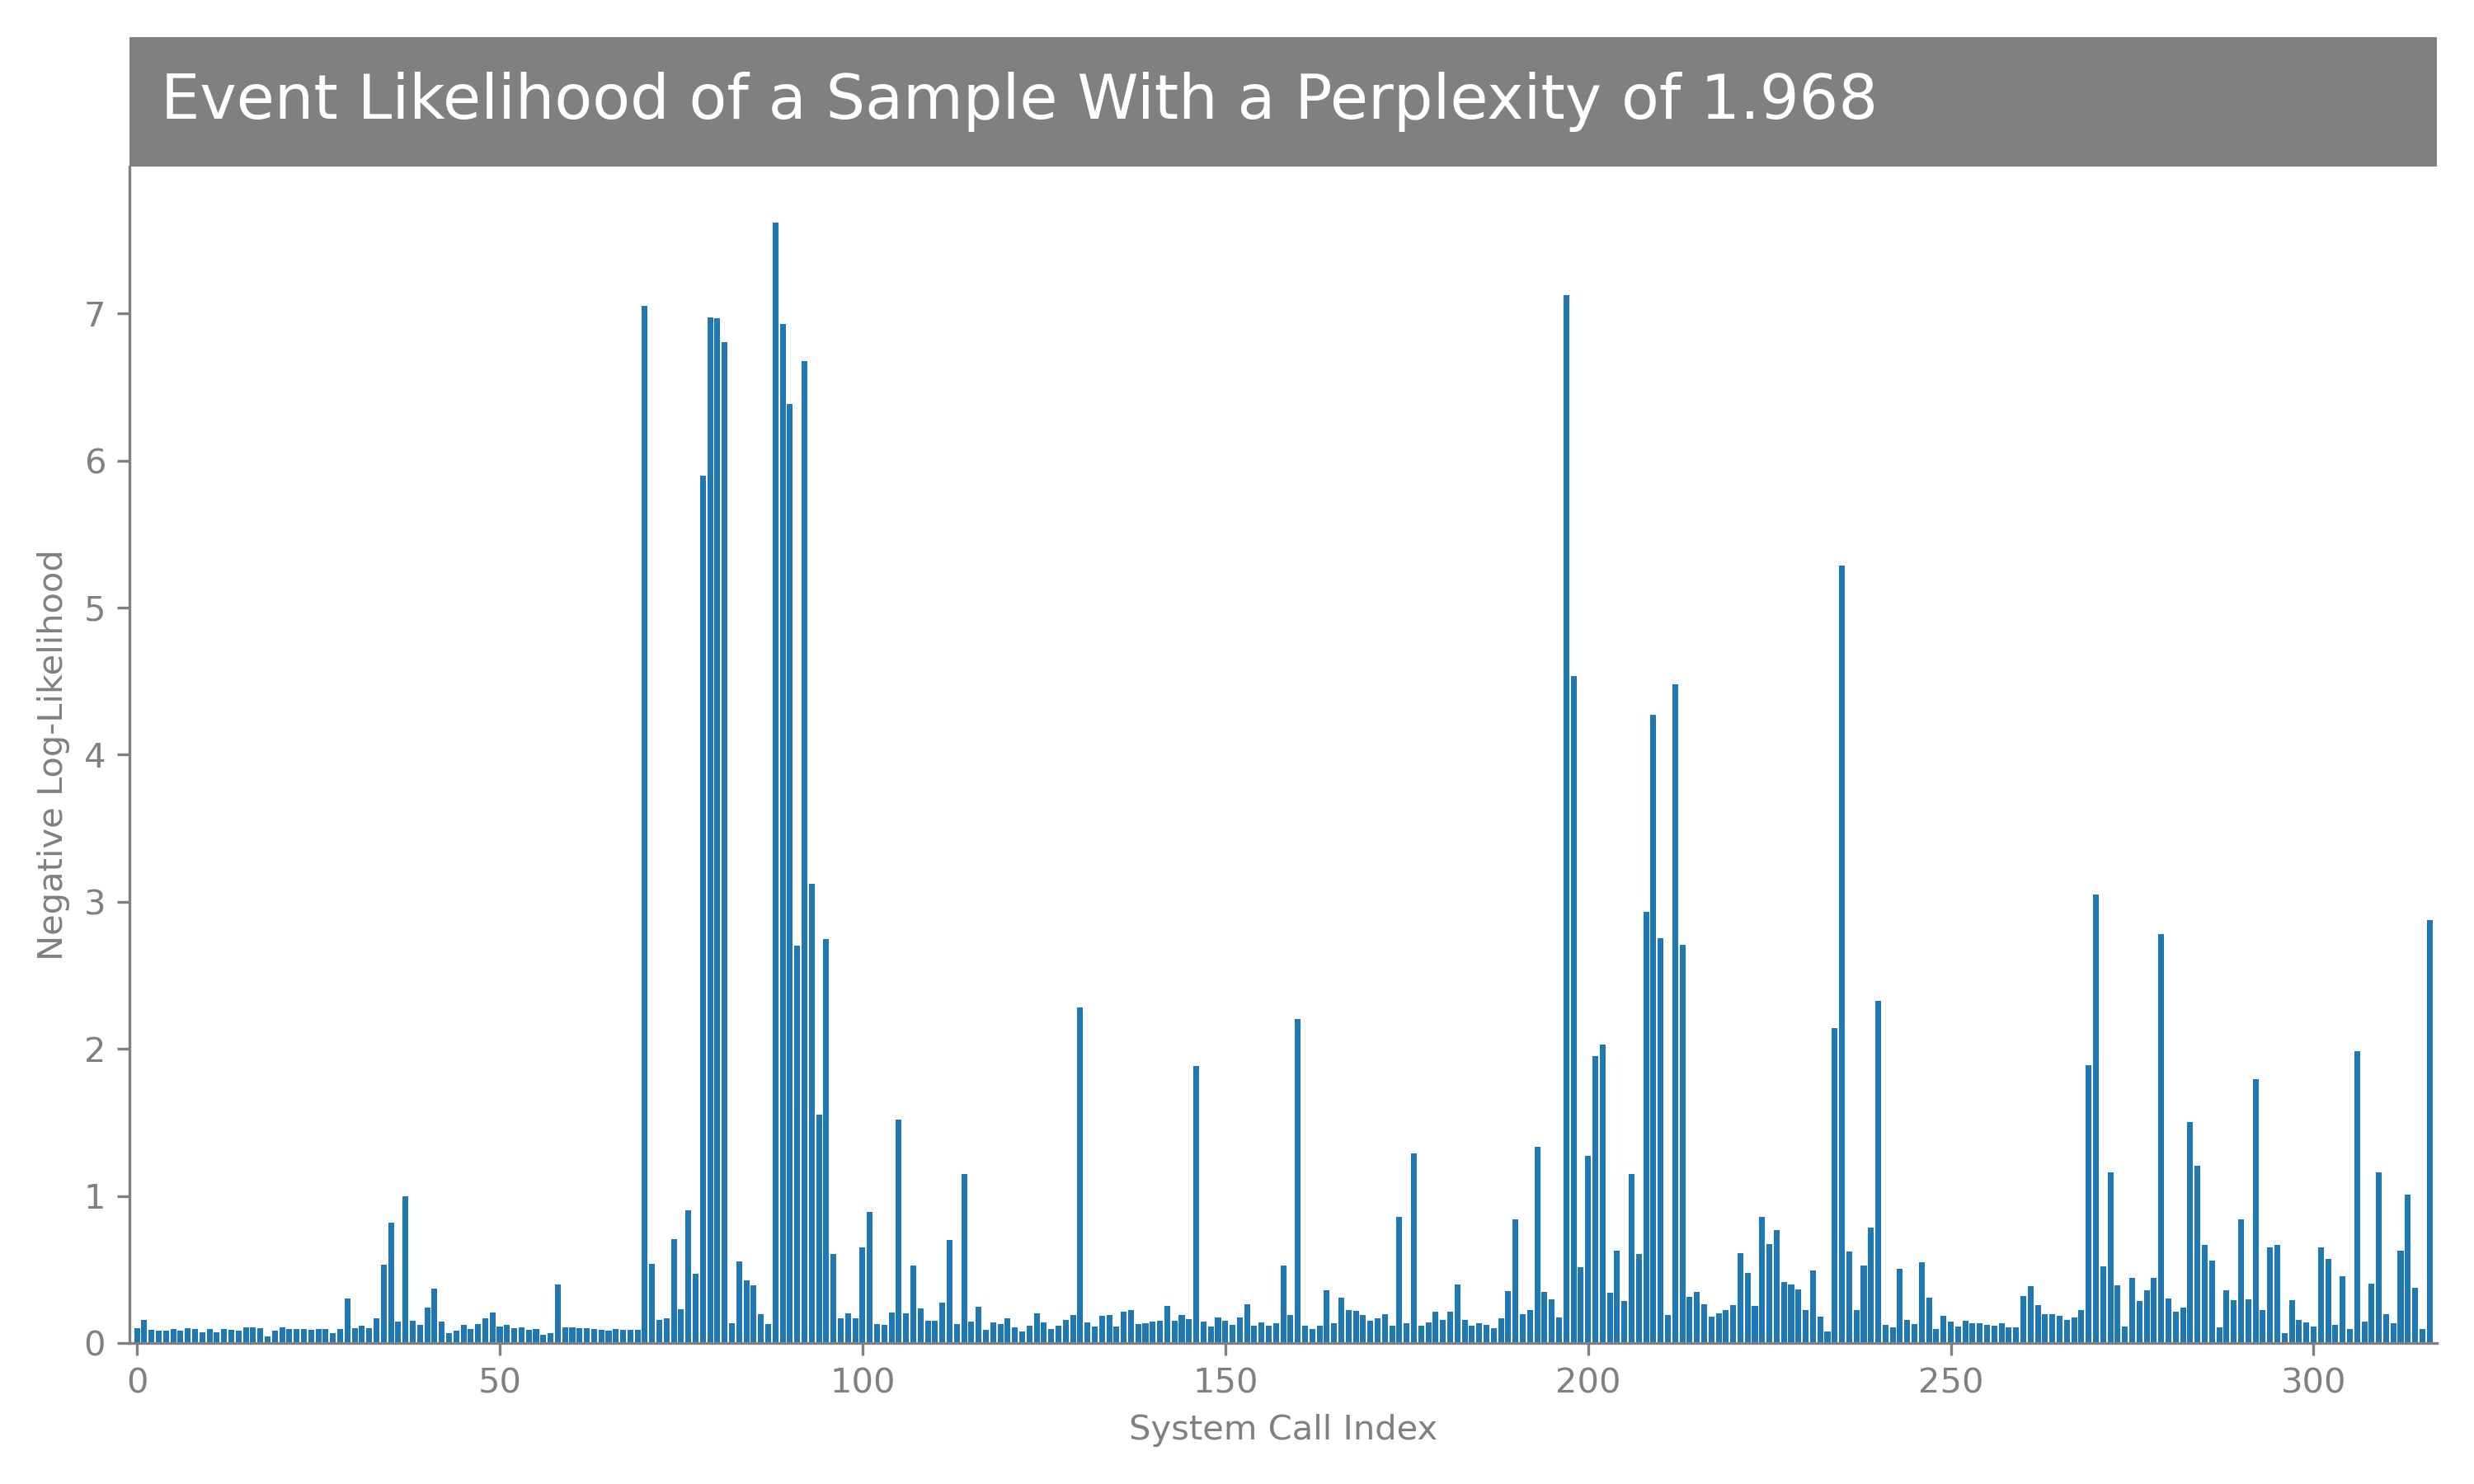 Event Likelihood of a Sample With a Perplexity of 1.968
Negative Log-Likelihood
7
6
5
4
3
2
1
0
0 50 100 150 200 250 300
System Call Index